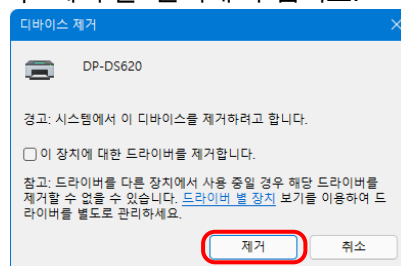 디바이스 제거
DP-DS620
경고: 시스템에서 이 디바이스를 제거하려고 합니다.
이 장치에 대한 드라이버를 제거합니다.
참고: 드라이버를 다른 장치에서 사용 중일 경우 해당 드라이버를
제거할 수 없을 수 있습니다. 드라이버 별 장치 보기를 이용하여 드
라이버를 별도로 관리하세요.
제거 취소